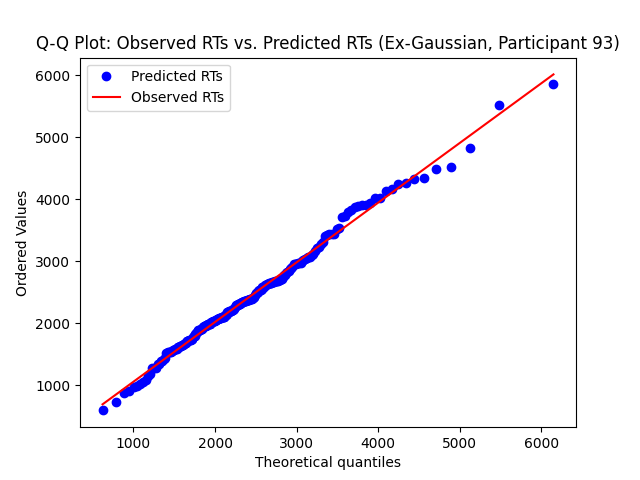 Q-Q Plot: Observed RTs vs. Predicted RTs (Ex-Gaussian, Participant 93)
Predicted RTs
Observed RTs
Ordered Values
6000
5000
4000
3000
2000
1000
1000 2000 3000 4000 5000 6000
Theoretical quantiles